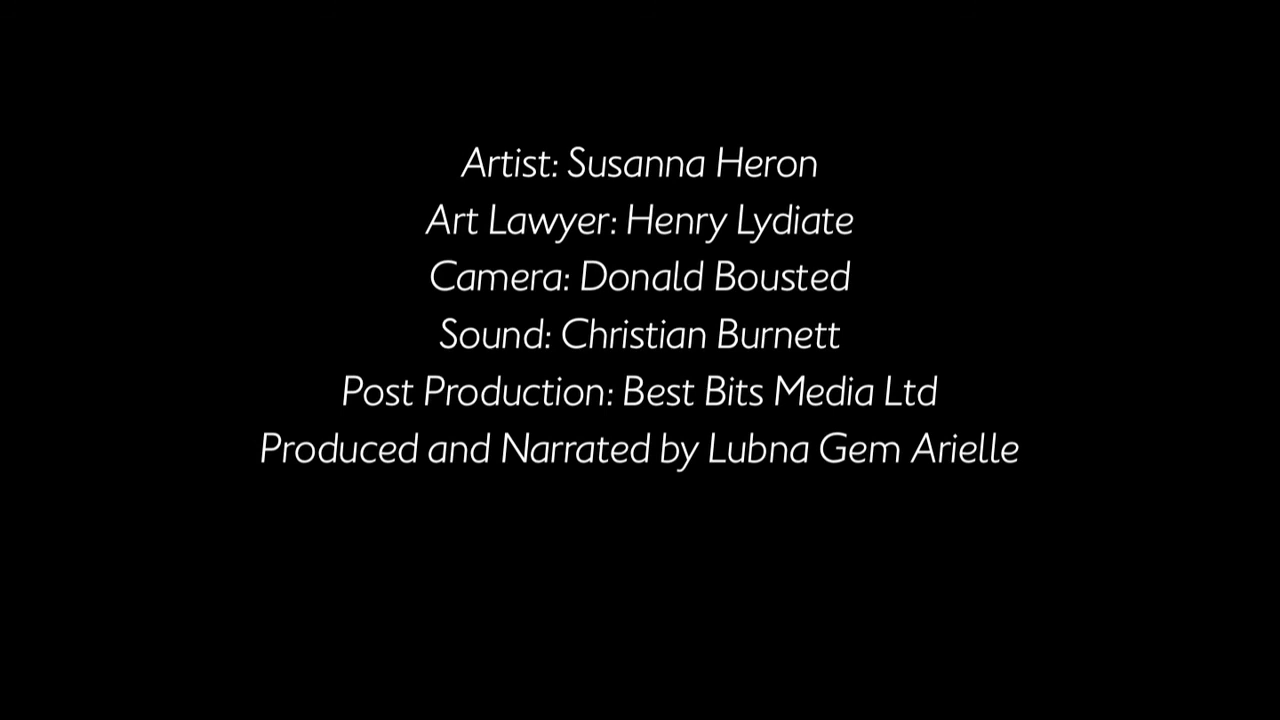 Artist: Susanna Heron
Art Lawyer: Henry Lydiate
Camera: Donald Bousted
Sound: Christian Burnett
Post Production: Best Bits Media Ltd
Produced and Narrated by Lubna Gem Arielle